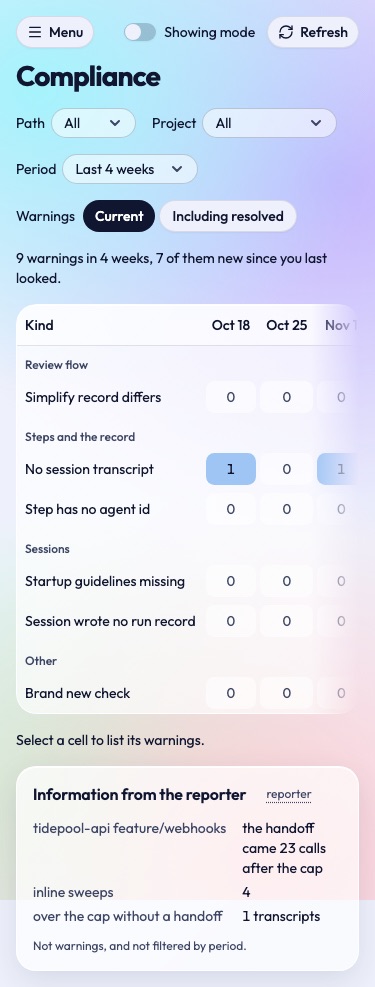 Menu
Showing mode
Refresh
Compliance
Path All Project All
Period Last 4 weeks
Warnings Current Including resolved
9 warnings in 4 weeks, 7 of them new since you last
looked.
Kind Oct 18 Oct 25 Nov
Review flow
Simplify record differs 0 0 0
Steps and the record
No session transcript 1 0 1
Step has no agent id 0 0 0
Sessions
Startup guidelines missing 0 0 0
Session wrote no run record 0 0 0
Other
Brand new check 0 0 0
Select a cell to list its warnings.
Information from the reporter reporter
tidepool-api feature/webhooks the handoff
came 23 calls
after the cap
inline sweeps 4
over the cap without a handoff 1 transcripts
Not warnings, and not filtered by period.